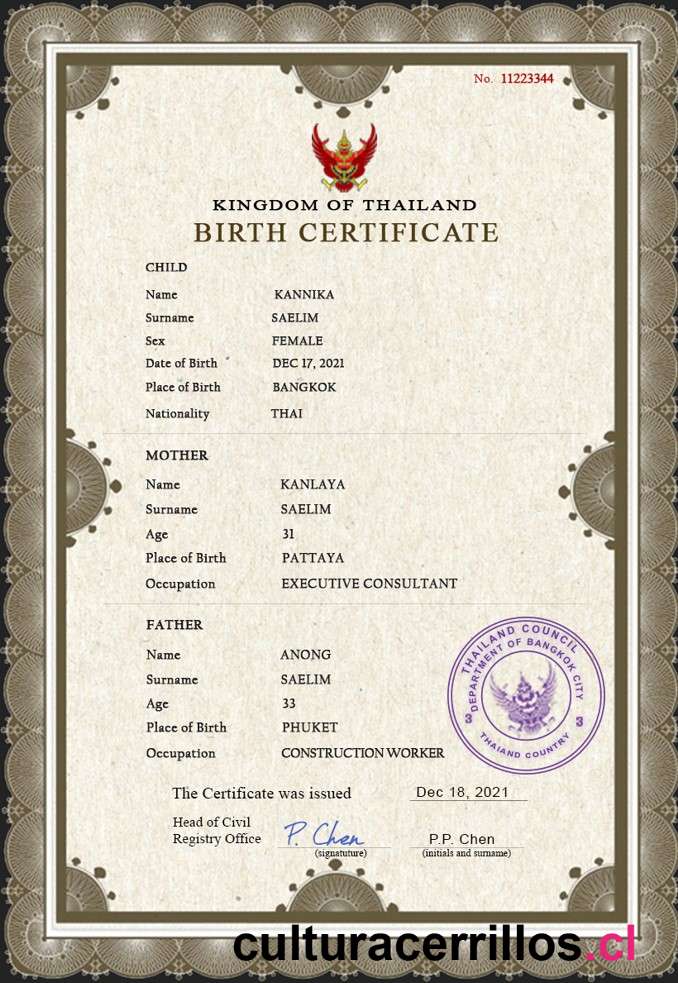 No. 11223344
KINGDOM OF THAILAND
BIRTH CERTIFICATE
CHILD
Name KANNIKA
Surname SAELIM
Sex FEMALE
Date of Birth DEC 17, 2021
Place of Birth BANGKOK
Nationality THAI
MOTHER
Name KANLAYA
Surname SAELIM
Age 31
Place of Birth PATTAYA
Occupation EXECUTIVE CONSULTANT
FATHER
Name ANONG
Surname SAELIM
Age 33
Place of Birth PHUKET
Occupation CONSTRUCTION WORKER
THAILAND COUNCIL
DEPARTMENT OF BANGKOK CITY
3 3
THAIAND COUNTRY
The Certificate was issued Dec 18, 2021
Head of Civil
Registry Office P. Chen P.P. Chen
(signatuture) (initials and surname)
culturacerrillos.cl